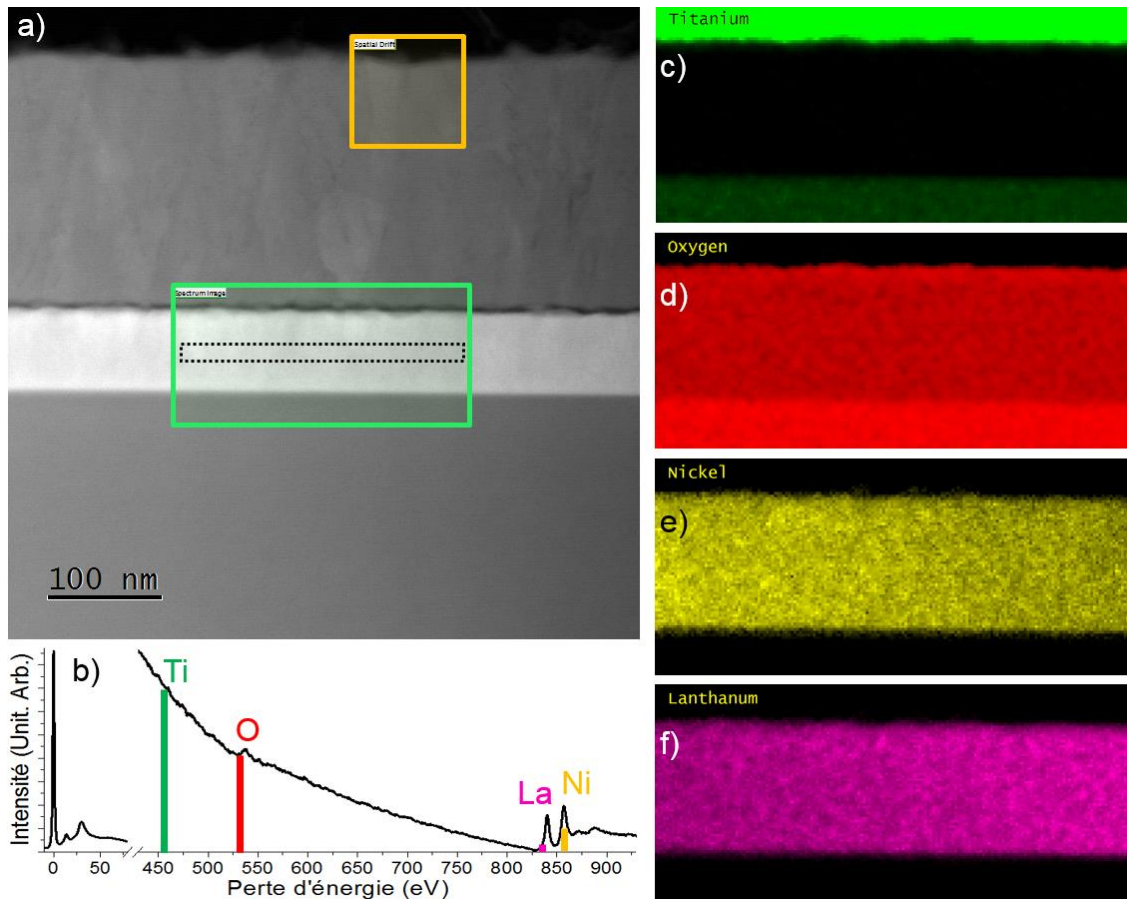 a)
Spatial Drift
Spectrum Image
100 nm
b)
Intensité (Unit. Arb.)
Ti
O
La
Ni
0 50 450 500 550 600 650 700 750 800 850 900
Perte d'énergie (eV)
Titanium
c)
Oxygen
d)
Nickel
e)
Lanthanum
f)